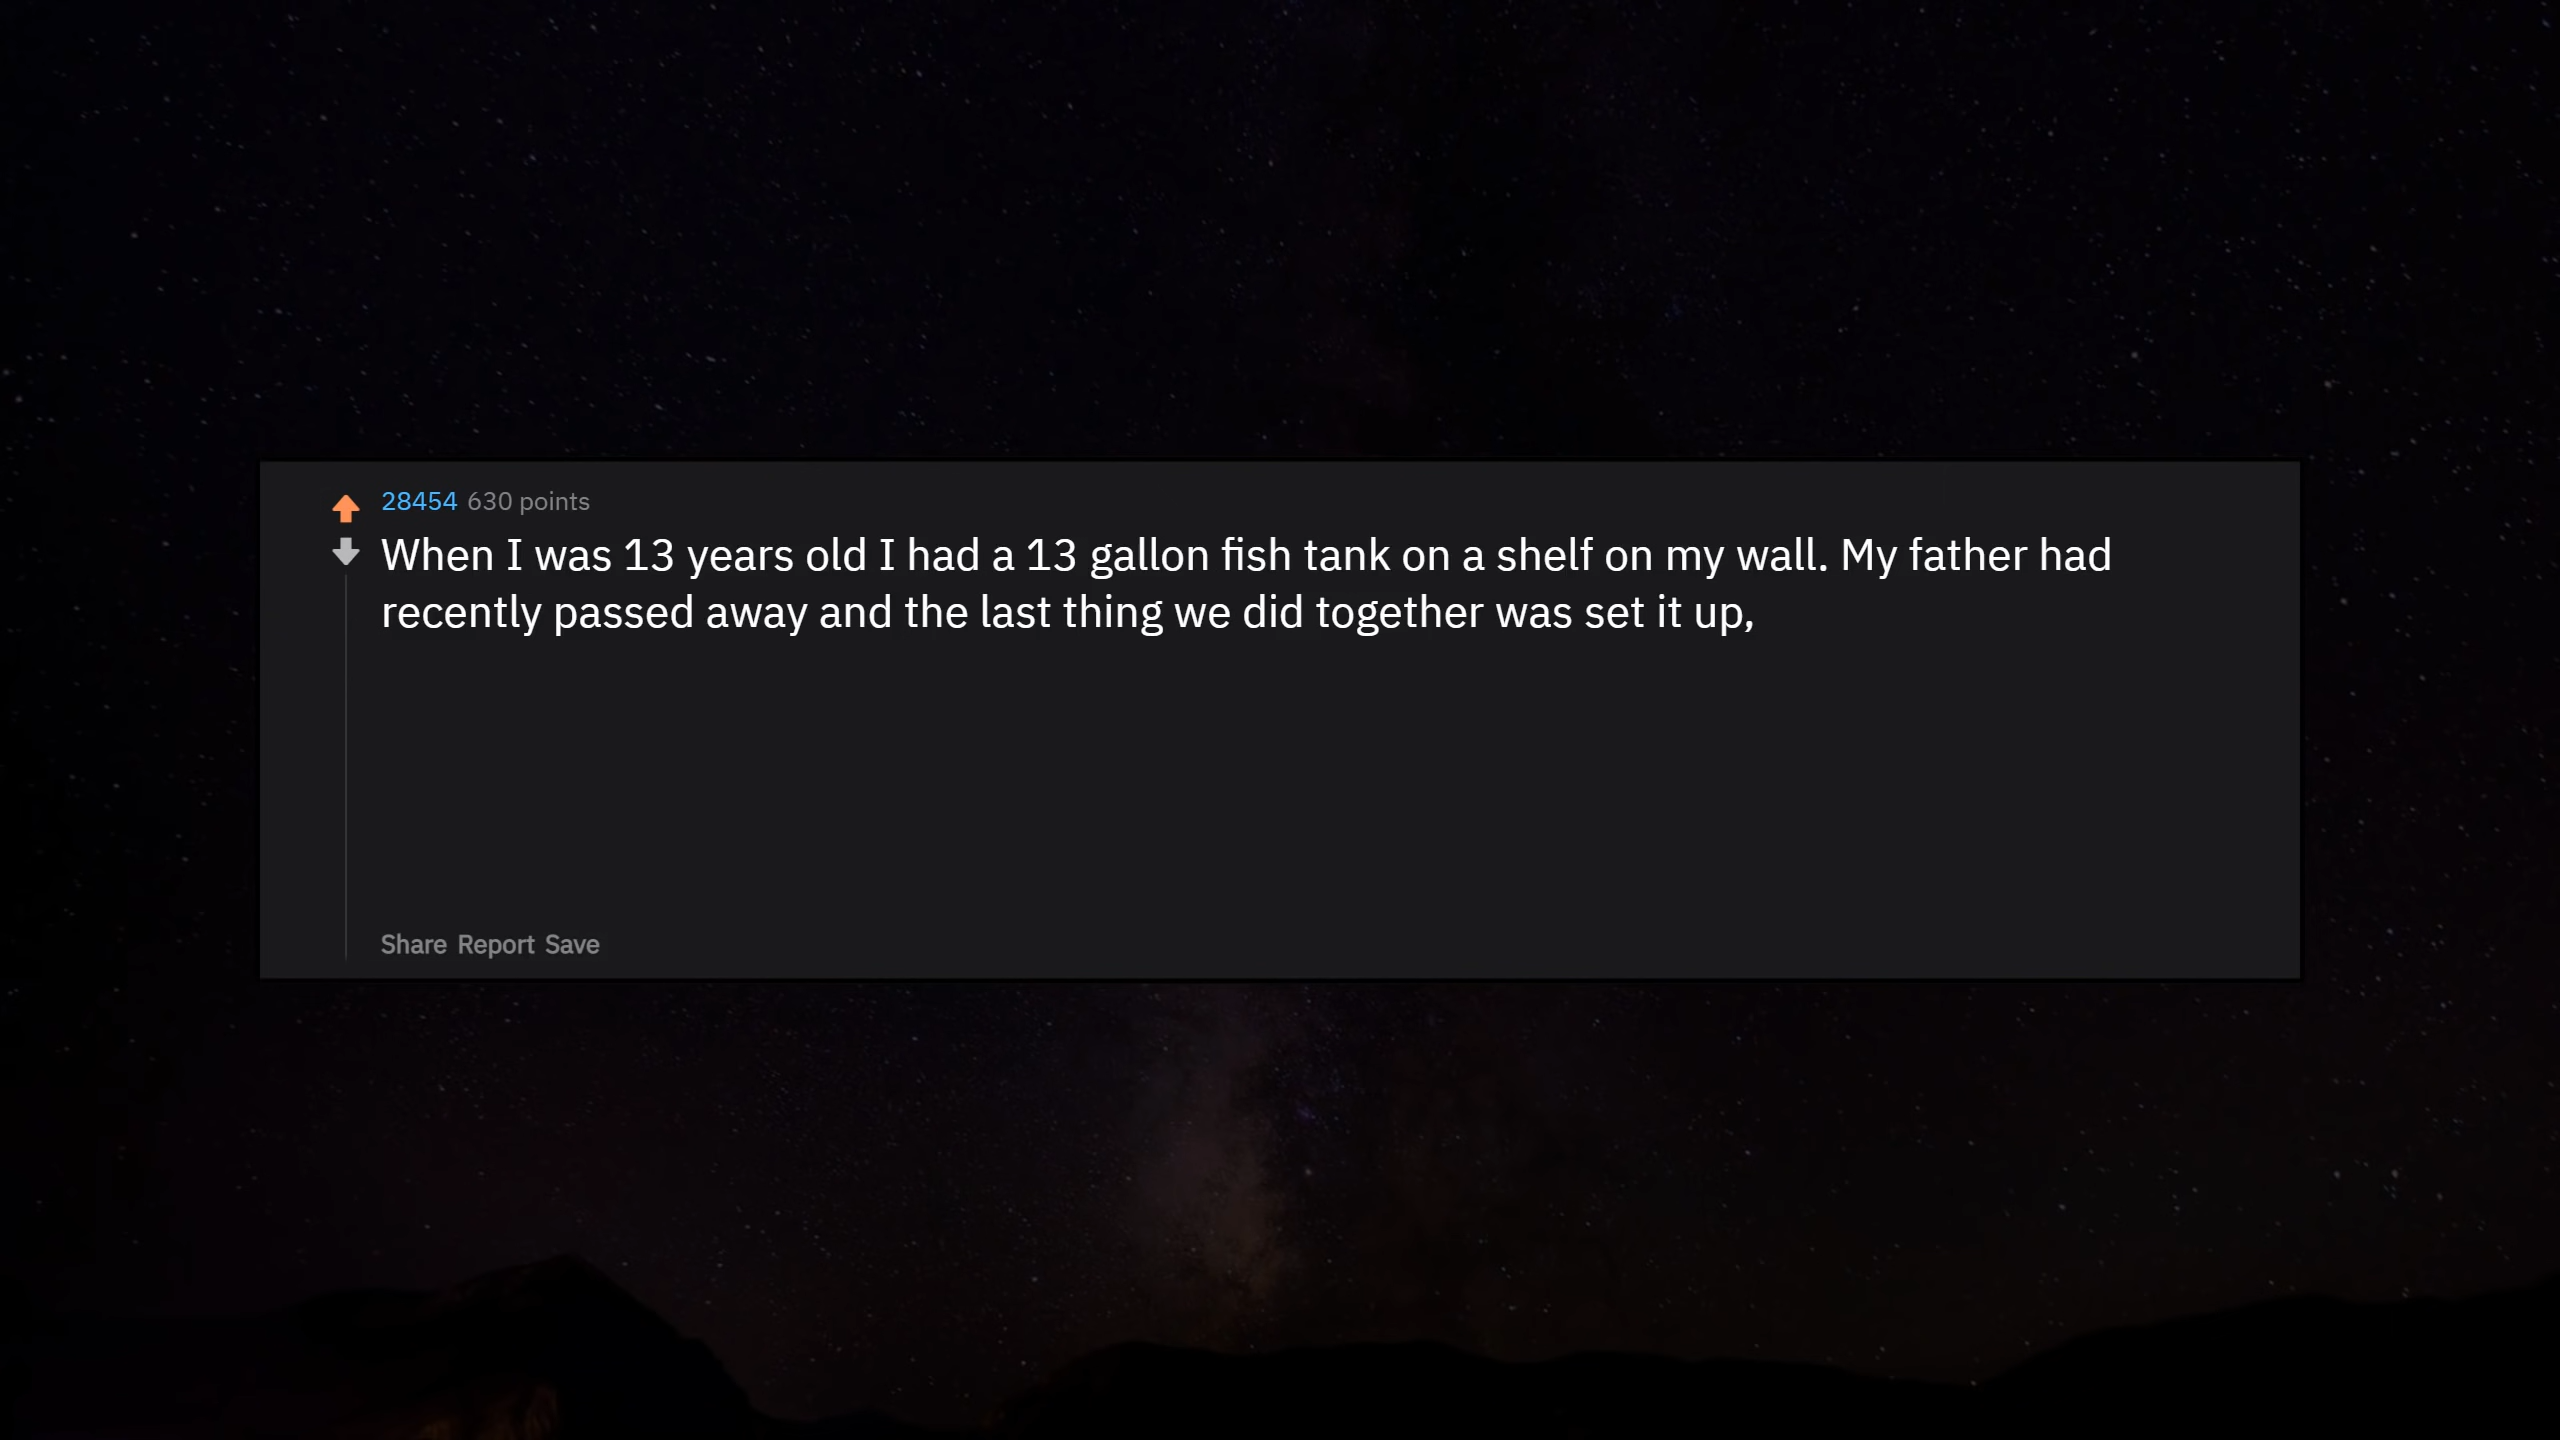 28454 630 points
When I was 13 years old I had a 13 gallon fish tank on a shelf on my wall. My father had
recently passed away and the last thing we did together was set it up,
Share Report Save